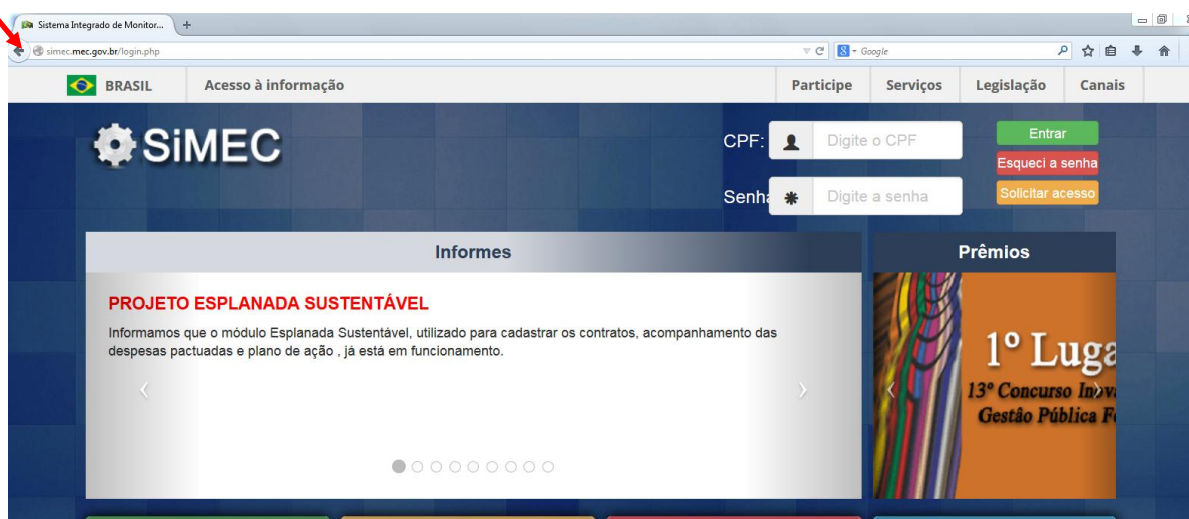 Sistema Integrado de Monitor...
simec.mec.gov.br/login.php
Google
BRASIL Acesso à informação Participe Serviços Legislação Canais
SiMEC
CPF: Digite o CPF
Entrar
Esqueci a senha
Senha Digite a senha
Solicitar acesso
Informes
PROJETO ESPLANADA SUSTENTÁVEL
Informamos que o módulo Esplanada Sustentável, utilizado para cadastrar os contratos, acompanhamento das
despesas pactuadas e plano de ação , já está em funcionamento.
Prêmios
1º Luga
13º Concurso Inova
Gestão Pública Fe